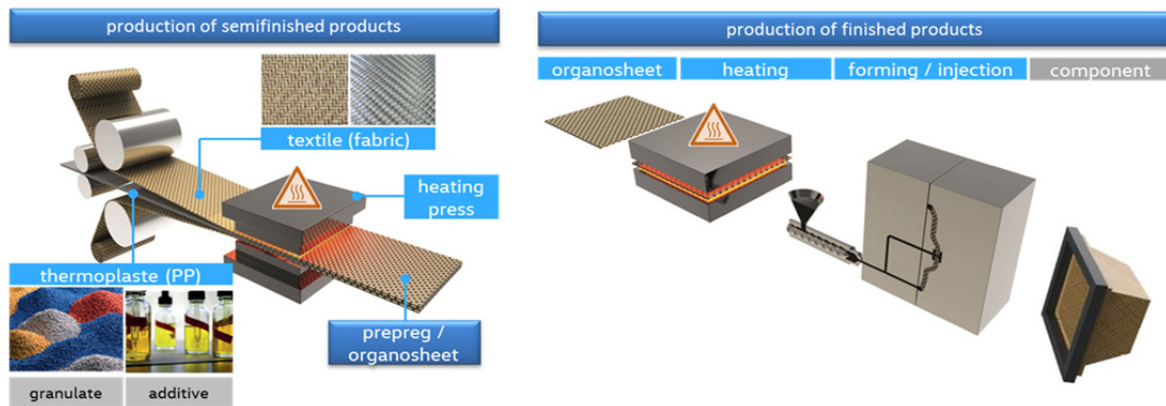 production of semifinished products
textile (fabric)
heating
press
thermoplaste (PP)
prepreg /
organosheet
granulate
additive
production of finished products
organosheet
heating
forming / injection
component